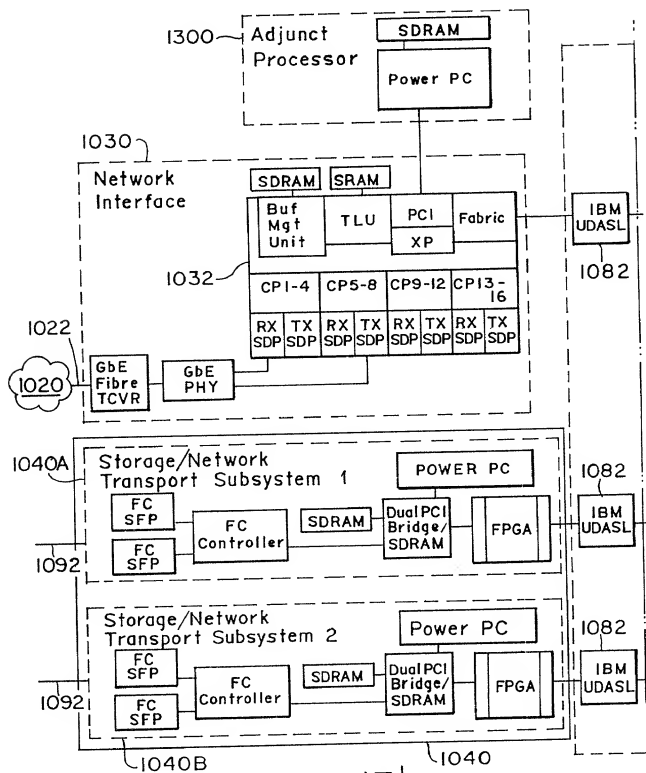 1300
Adjunct
Processor
SDRAM
Power PC
1030
Network
Interface
SDRAM
SRAM
Buf
Mgt
Unit
TLU
PCI
XP
Fabric
IBM
UDASL
1082
1032
CP1-4
CP5-8
CP9-12
CP13-
16
RX
SDP
TX
SDP
RX
SDP
TX
SDP
RX
SDP
TX
SDP
RX
SDP
TX
SDP
1022
1020
GbE
Fibre
TCVR
GbE
PHY
1040A
Storage/Network
Transport Subsystem 1
POWER PC
1082
FC
SFP
FC
SFP
FC
Controller
SDRAM
Dual PCI
Bridge/
SDRAM
FPGA
IBM
UDASL
1092
Storage/Network
Transport Subsystem 2
Power PC
1082
FC
SFP
FC
SFP
FC
Controller
SDRAM
Dual PCI
Bridge/
SDRAM
FPGA
IBM
UDASL
1092
1040B
1040